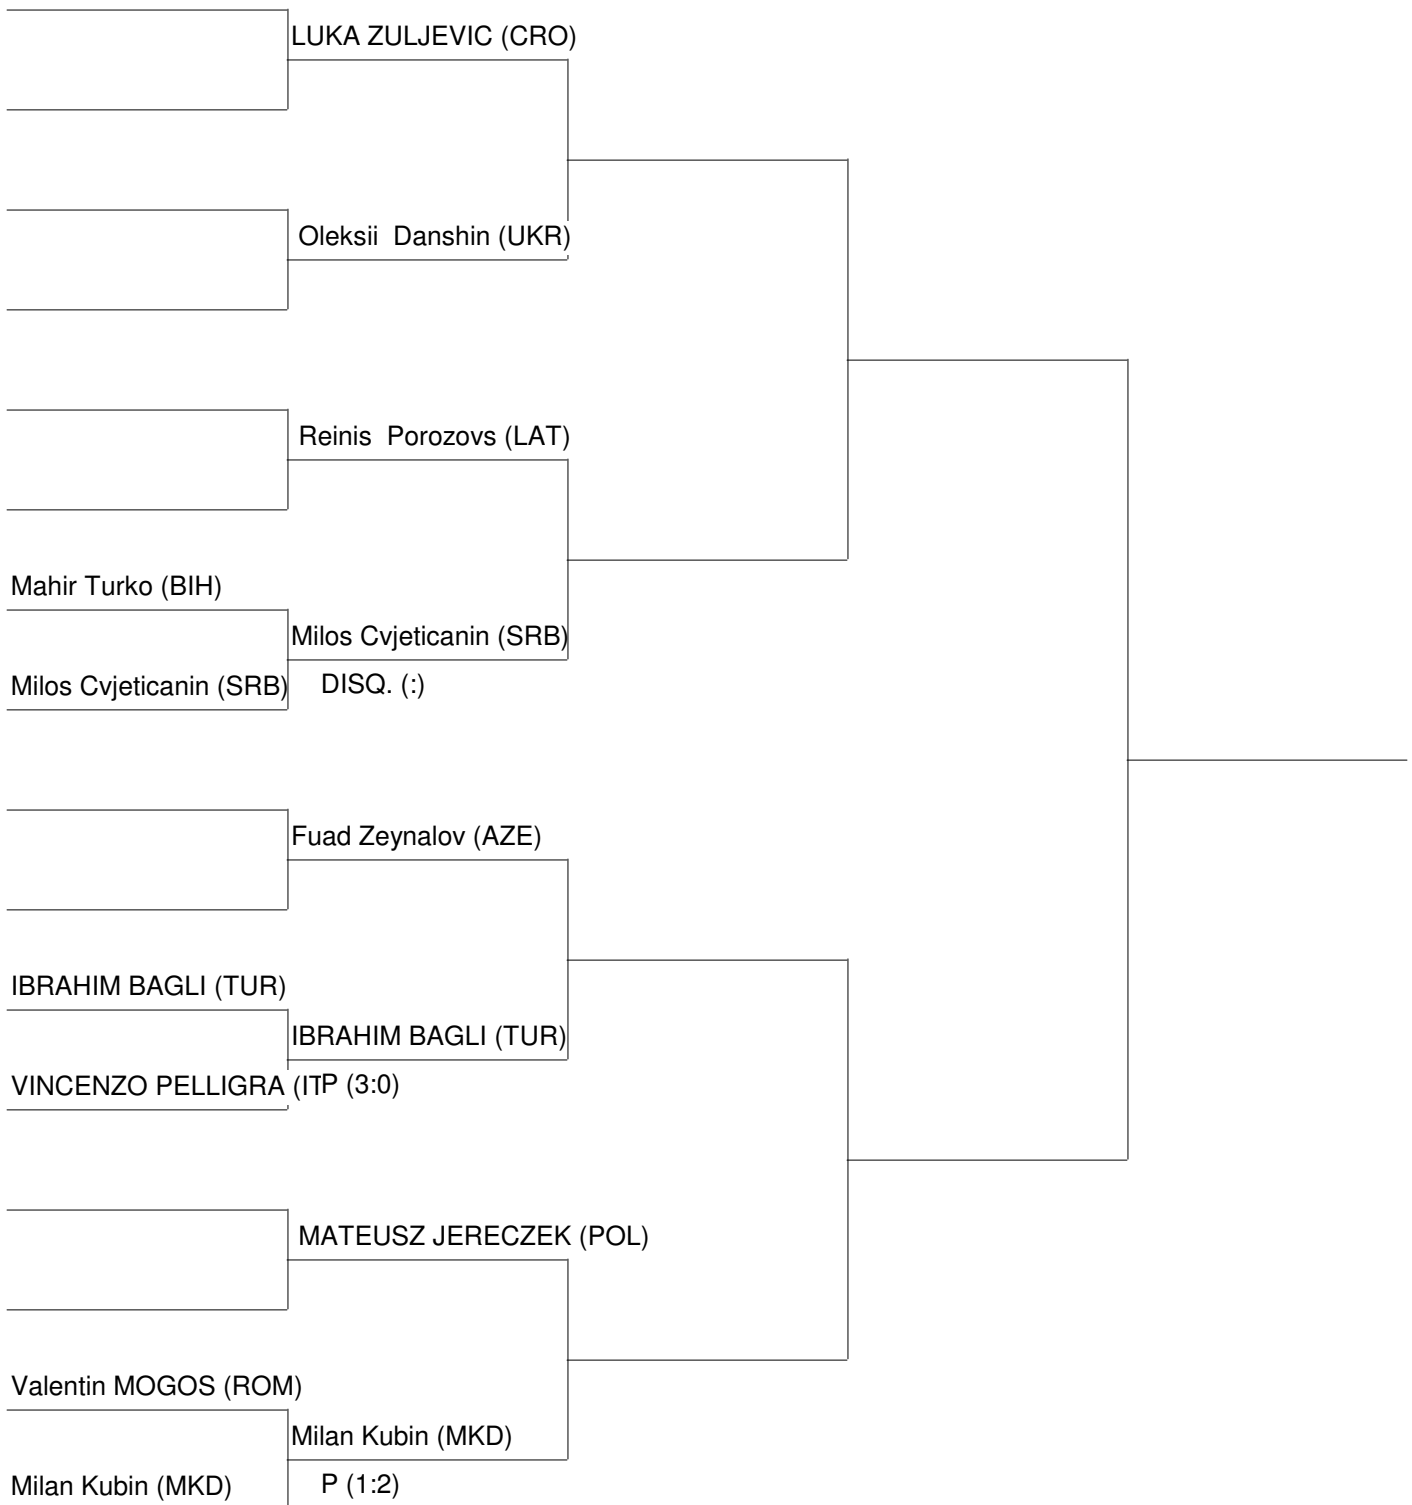 LUKA ZULJEVIC (CRO)
Oleksii  Danshin (UKR)
Reinis  Porozovs (LAT)
Mahir Turko (BIH)
Milos Cvjeticanin (SRB)
Milos Cvjeticanin (SRB)
DISQ. (:)
Fuad Zeynalov (AZE)
IBRAHIM BAGLI (TUR)
IBRAHIM BAGLI (TUR)
VINCENZO PELLIGRA (IT
P (3:0)
MATEUSZ JERECZEK (POL)
Valentin MOGOS (ROM)
Milan Kubin (MKD)
Milan Kubin (MKD)
P (1:2)